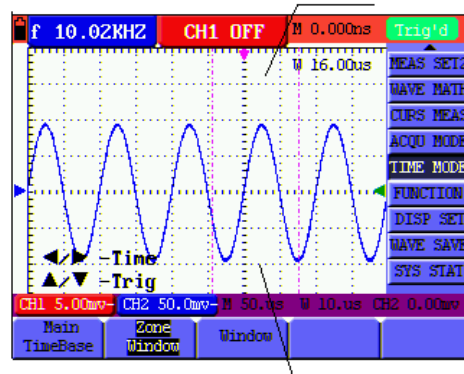 f 10.02KHZ CH1 OFF M 0.000ns Trig'd
W 16.00us
MEAS SET2
WAVE MATH
CURS MEAS
ACQU MODE
TIME MODE
FUNCTION
DISP SET
WAVE SAVE
SYS STAT
◀/▶ -Time
▲/▼ -Trig
CH1 5.00mv- CH2 50.0mv- M 50.us W 10.us CH2 0.00mv
Main TimeBase
Zone Window
Window